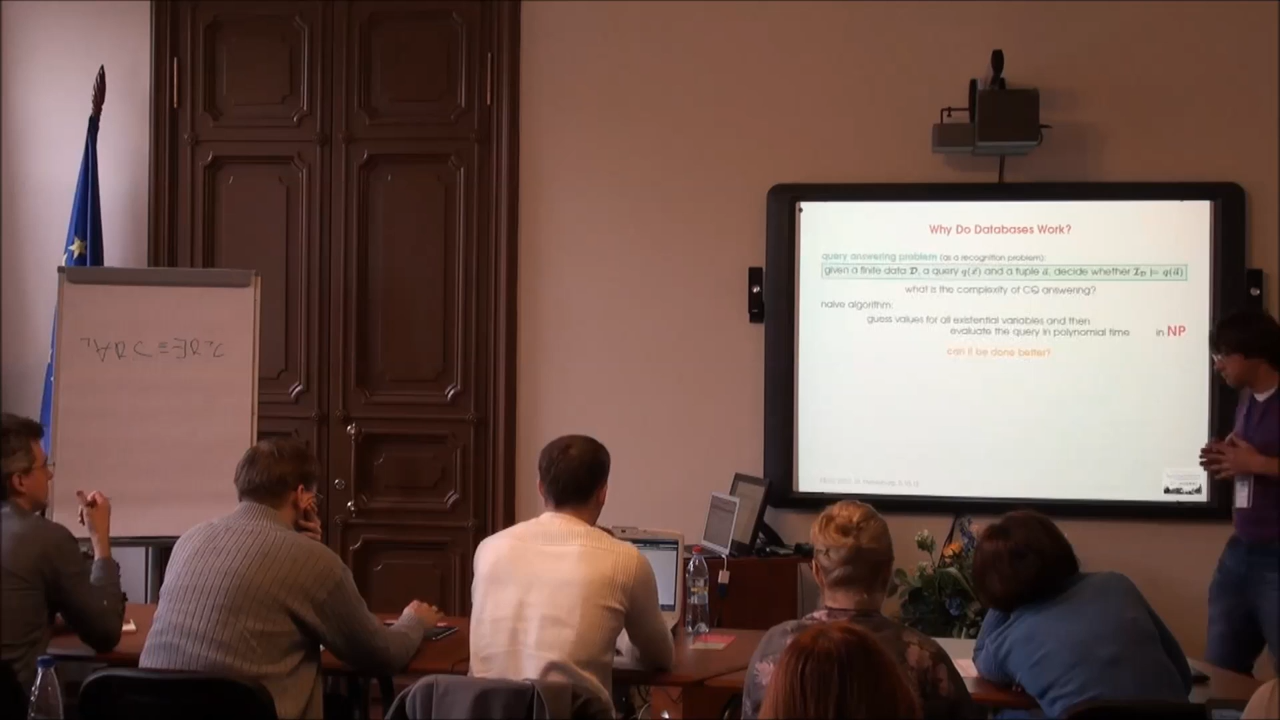 Why Do Databases Work?
query answering problem (as a recognition problem):
given a finite data 𝒟, a query q(x⃗) and a tuple a⃗, decide whether ℐ_𝒟 ⊨ q(a⃗)
what is the complexity of CQ answering?
naive algorithm:
guess values for all existential variables and then
evaluate the query in polynomial time in NP
can it be done better?